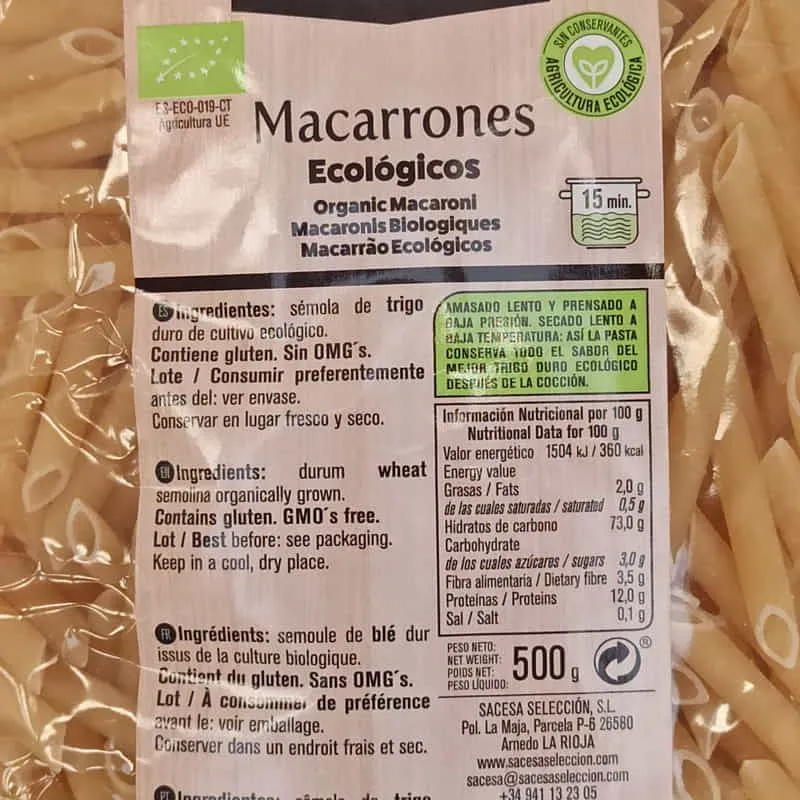 ES-ECO-019-CT
Agricultura UE
SIN CONSERVANTES
AGRICULTURA ECOLÓGICA
Macarrones
Ecológicos
Organic Macaroni
Macaronis Biologiques
Macarrão Ecológicos
15 min.
ES Ingredientes: sémola de trigo
duro de cultivo ecológico.
Contiene gluten. Sin OMG´s.
Lote / Consumir preferentemente
antes del: ver envase.
Conservar en lugar fresco y seco.
EN Ingredients: durum wheat
semolina organically grown.
Contains gluten. GMO´s free.
Lot / Best before: see packaging.
Keep in a cool, dry place.
FR Ingrédients: semoule de blé dur
issus de la culture biologique.
Contient du gluten. Sans OMG´s.
Lot / À consommer de préférence
avant le: voir emballage.
Conserver dans un endroit frais et sec.
PT Ingredientes: sêmola de trigo
AMASADO LENTO Y PRENSADO A
BAJA PRESIÓN. SECADO LENTO A
BAJA TEMPERATURA: ASÍ LA PASTA
CONSERVA TODO EL SABOR DEL
MEJOR TRIGO DURO ECOLÓGICO
DESPUÉS DE LA COCCIÓN.
Información Nutricional por 100 g
Nutritional Data for 100 g
Valor energético 1504 kJ / 360 kcal
Energy value
Grasas / Fats 2,0 g
de las cuales saturadas / saturated 0,5 g
Hidratos de carbono 73,0 g
Carbohydrate
de los cuales azúcares / sugars 3,0 g
Fibra alimentaria / Dietary fibre 3,5 g
Proteínas / Proteins 12,0 g
Sal / Salt 0,1 g
PESO NETO:
NET WEIGHT:
POIDS NET:
PESO LÍQUIDO:
500 g
®
SACESA SELECCIÓN, S.L.
Pol. La Maja, Parcela P-6 26580
Arnedo LA RIOJA
www.sacesaseleccion.com
sacesa@sacesaseleccion.com
+34 941 13 23 05